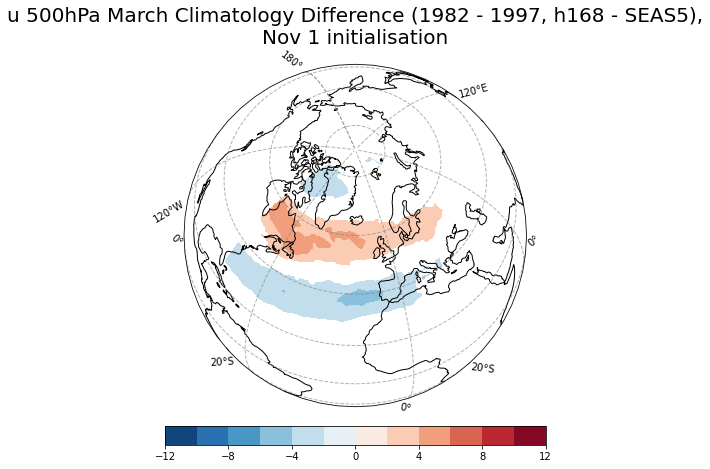 u 500hPa March Climatology Difference (1982 - 1997, h168 - SEAS5),
Nov 1 initialisation
180°
120°E
120°W
0°
0°
20°S
20°S
0°
−12 −8 −4 0 4 8 12